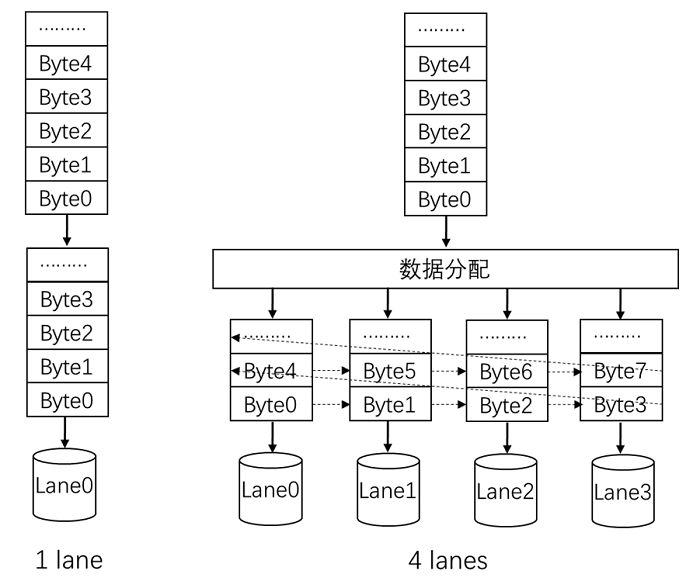 ………
Byte4
Byte3
Byte2
Byte1
Byte0
………
Byte3
Byte2
Byte1
Byte0
Lane0
1 lane
………
Byte4
Byte3
Byte2
Byte1
Byte0
数据分配
……… ……… ……… ………
Byte4 Byte5 Byte6 Byte7
Byte0 Byte1 Byte2 Byte3
Lane0 Lane1 Lane2 Lane3
4 lanes